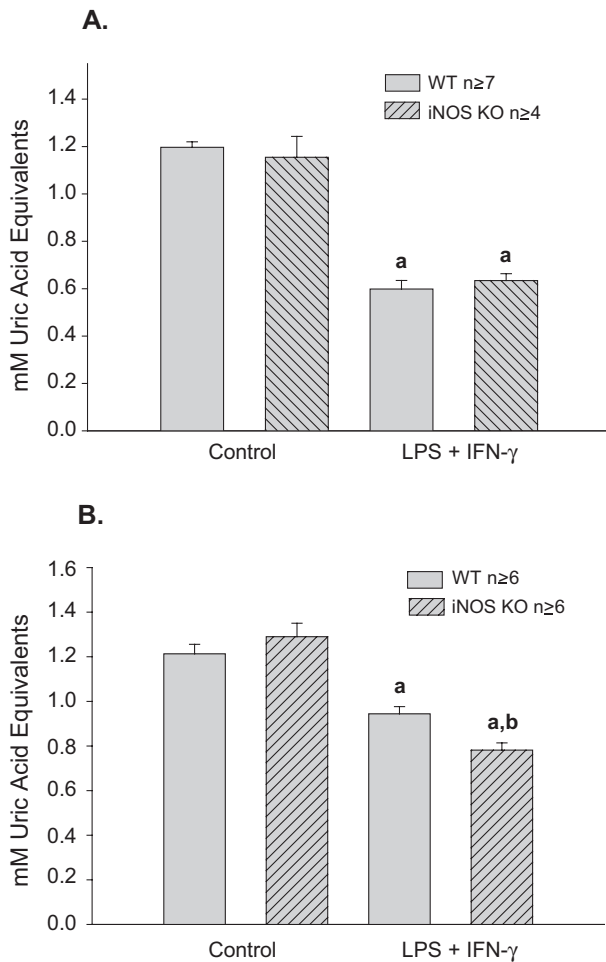 A.
mM Uric Acid Equivalents
1.4
1.2
1.0
0.8
0.6
0.4
0.2
0.0
WT n≥7
iNOS KO n≥4
a
a
Control
LPS + IFN-γ
B.
mM Uric Acid Equivalents
1.6
1.4
1.2
1.0
0.8
0.6
0.4
0.2
0.0
WT n≥6
iNOS KO n≥6
a
a,b
Control
LPS + IFN-γ